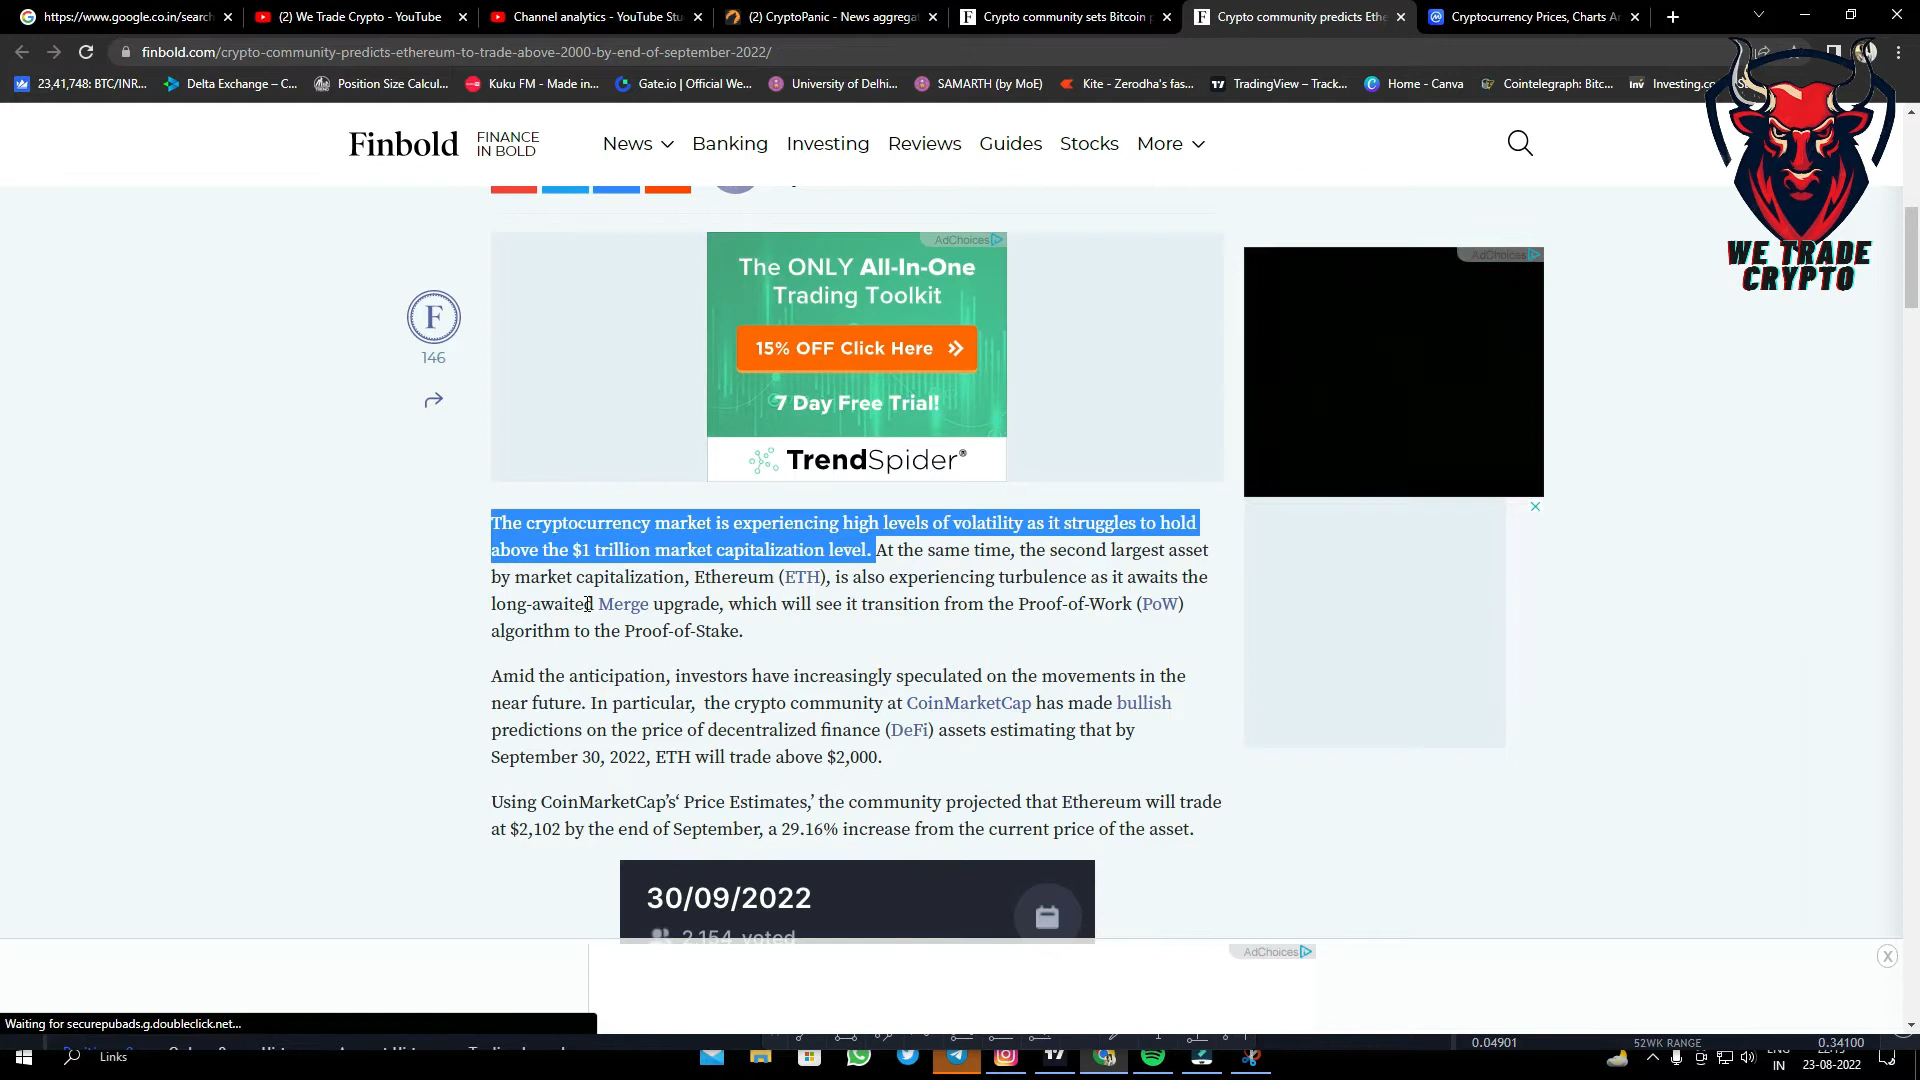 https://www.google.co.in/search
(2) We Trade Crypto - YouTube
Channel analytics - YouTube Stu
(2) CryptoPanic - News aggregat
Crypto community sets Bitcoin p
Crypto community predicts Ethe
Cryptocurrency Prices, Charts Ar
finbold.com/crypto-community-predicts-ethereum-to-trade-above-2000-by-end-of-september-2022/
23,41,748: BTC/INR...
Delta Exchange – C...
Position Size Calcul...
Kuku FM - Made in...
Gate.io | Official We...
University of Delhi...
SAMARTH (by MoE)
Kite - Zerodha's fas...
TradingView – Track...
Home - Canva
Cointelegraph: Bitc...
Inv
Investing.co
Finbold
FINANCE
IN BOLD
News
Banking
Investing
Reviews
Guides
Stocks
More
WE TRADE
CRYPTO
AdChoices
The ONLY All-In-One
Trading Toolkit
15% OFF Click Here
7 Day Free Trial!
TrendSpider®
AdChoices
F
146
The cryptocurrency market is experiencing high levels of volatility as it struggles to hold
above the $1 trillion market capitalization level. At the same time, the second largest asset
by market capitalization, Ethereum (ETH), is also experiencing turbulence as it awaits the
long-awaited Merge upgrade, which will see it transition from the Proof-of-Work (PoW)
algorithm to the Proof-of-Stake.
Amid the anticipation, investors have increasingly speculated on the movements in the
near future. In particular, the crypto community at CoinMarketCap has made bullish
predictions on the price of decentralized finance (DeFi) assets estimating that by
September 30, 2022, ETH will trade above $2,000.
Using CoinMarketCap's‘ Price Estimates,’ the community projected that Ethereum will trade
at $2,102 by the end of September, a 29.16% increase from the current price of the asset.
30/09/2022
2,154 voted
AdChoices
Waiting for securepubads.g.doubleclick.net...
Links
0.04901
52WK RANGE
0.34100
IN
23-08-2022